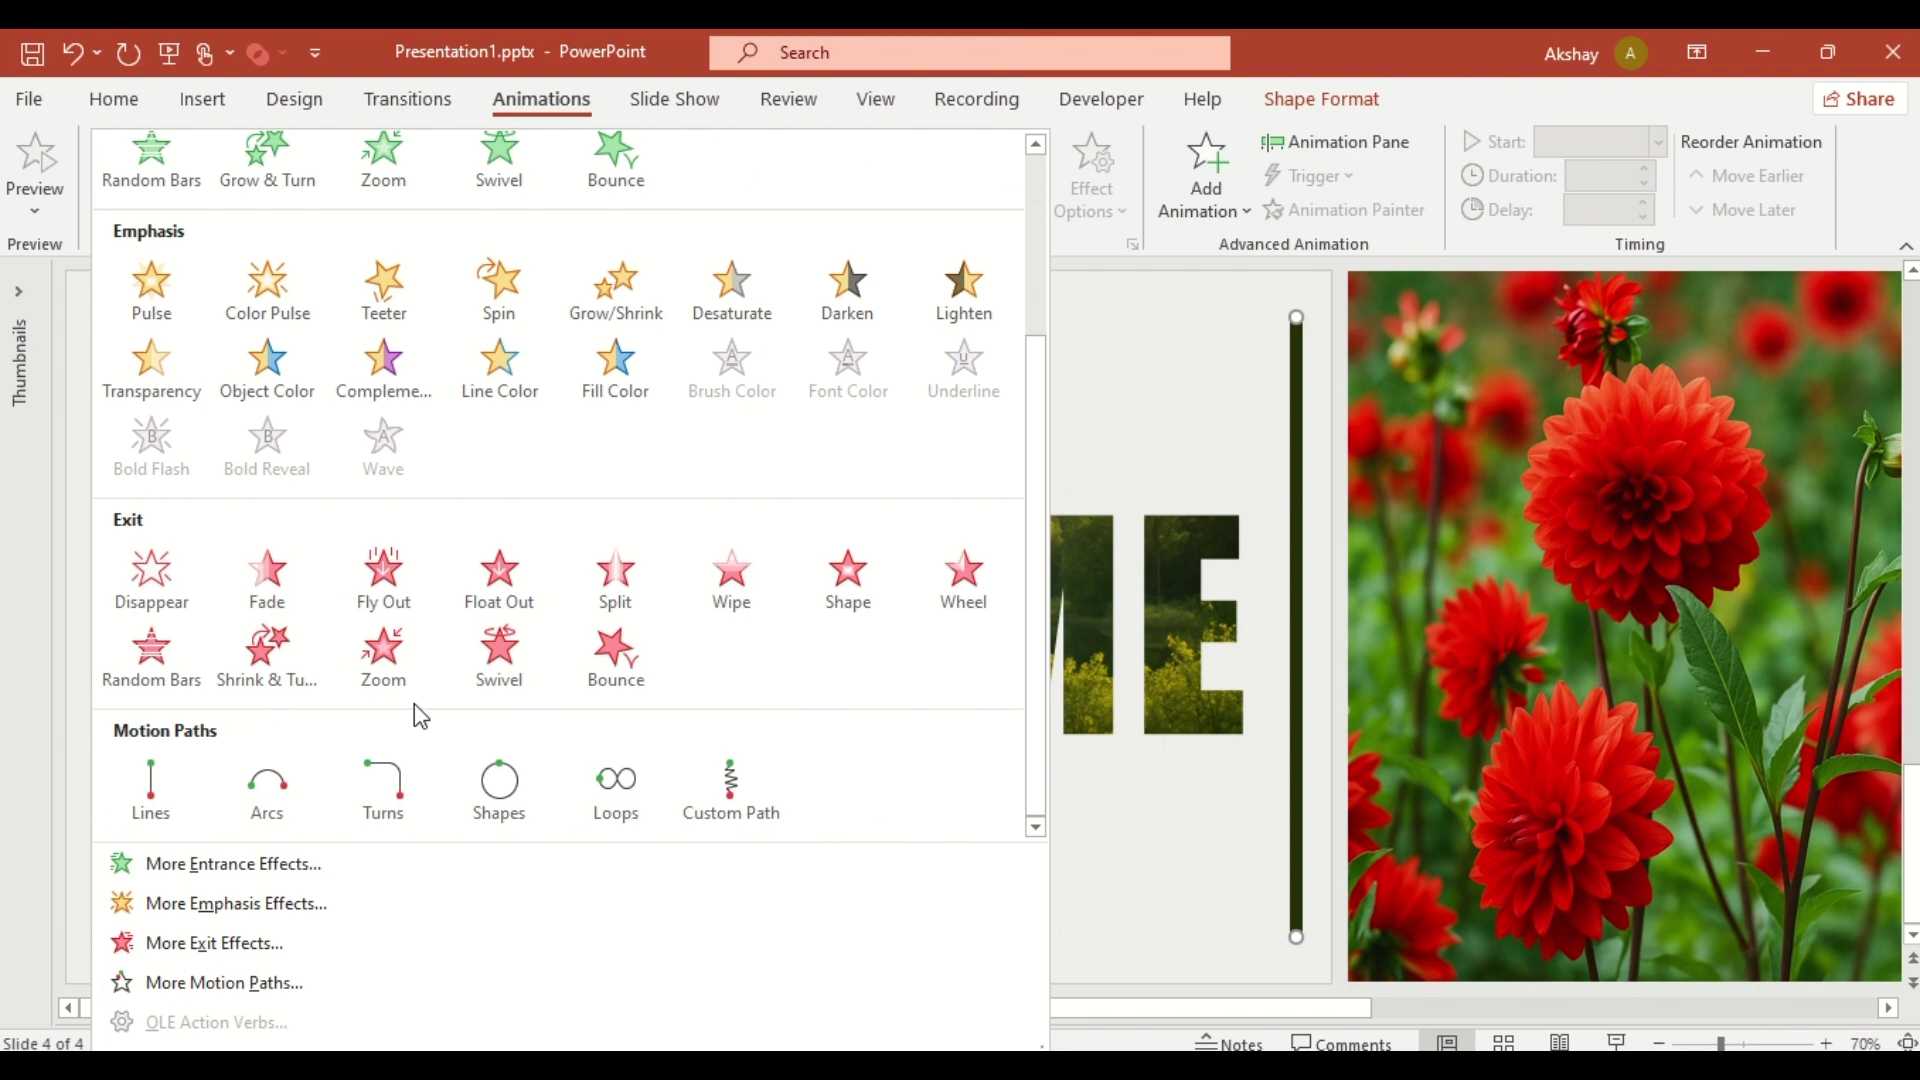 Presentation1.pptx - PowerPoint
Search
Akshay
A
File Home Insert Design Transitions Animations Slide Show Review View Recording Developer Help Shape Format
Share
Preview
Preview
Random Bars Grow & Turn Zoom Swivel Bounce
Emphasis
Pulse Color Pulse Teeter Spin Grow/Shrink Desaturate Darken Lighten
Transparency Object Color Compleme... Line Color Fill Color Brush Color Font Color Underline
Bold Flash Bold Reveal Wave
Exit
Disappear Fade Fly Out Float Out Split Wipe Shape Wheel
Random Bars Shrink & Tu... Zoom Swivel Bounce
Motion Paths
Lines Arcs Turns Shapes Loops Custom Path
More Entrance Effects...
More Emphasis Effects...
More Exit Effects...
More Motion Paths...
OLE Action Verbs...
Effect
Options
Add
Animation
Animation Pane
Trigger
Animation Painter
Advanced Animation
Start:
Duration:
Delay:
Reorder Animation
Move Earlier
Move Later
Timing
Thumbnails
ME
Slide 4 of 4
Notes
Comments
70%